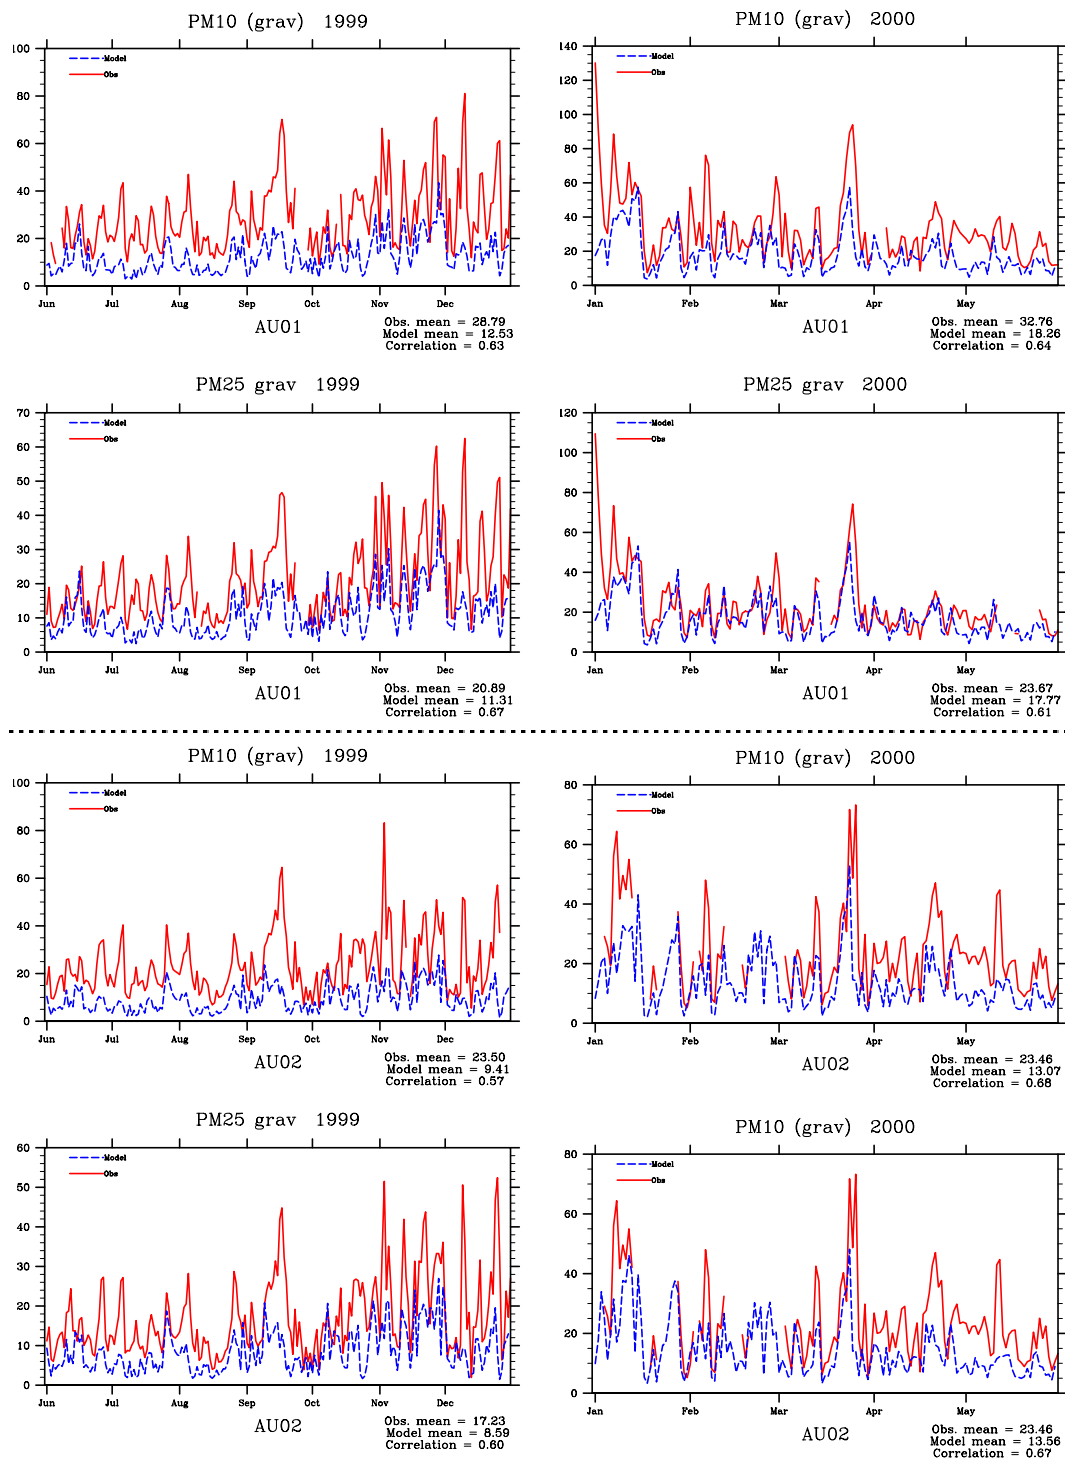 PM10 (grav) 1999
100
80
60
40
20
0
Model
Obs
Jun Jul Aug Sep Oct Nov Dec
AU01
Obs. mean = 28.79
Model mean = 12.53
Correlation = 0.63
PM10 (grav) 2000
140
120
100
80
60
40
20
0
Model
Obs
Jan Feb Mar Apr May
AU01
Obs. mean = 32.76
Model mean = 18.26
Correlation = 0.64
PM25 grav 1999
70
60
50
40
30
20
10
0
Model
Obs
Jun Jul Aug Sep Oct Nov Dec
AU01
Obs. mean = 20.89
Model mean = 11.31
Correlation = 0.67
PM25 grav 2000
120
100
80
60
40
20
0
Model
Obs
Jan Feb Mar Apr May
AU01
Obs. mean = 23.67
Model mean = 17.77
Correlation = 0.61
PM10 (grav) 1999
100
80
60
40
20
0
Model
Obs
Jun Jul Aug Sep Oct Nov Dec
AU02
Obs. mean = 23.50
Model mean = 9.41
Correlation = 0.57
PM10 (grav) 2000
80
60
40
20
0
Model
Obs
Jan Feb Mar Apr May
AU02
Obs. mean = 23.46
Model mean = 13.07
Correlation = 0.68
PM25 grav 1999
60
50
40
30
20
10
0
Model
Obs
Jun Jul Aug Sep Oct Nov Dec
AU02
Obs. mean = 17.23
Model mean = 8.59
Correlation = 0.60
PM10 (grav) 2000
80
60
40
20
0
Model
Obs
Jan Feb Mar Apr May
AU02
Obs. mean = 23.46
Model mean = 13.56
Correlation = 0.67